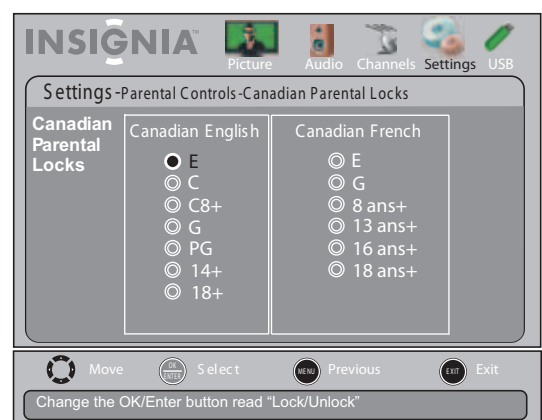 INSIGNIA™
Picture Audio Channels Settings USB
Settings-Parental Controls-Canadian Parental Locks
Canadian
Parental
Locks
Canadian English
E
C
C8+
G
PG
14+
18+
Canadian French
E
G
8 ans+
13 ans+
16 ans+
18 ans+
Move OK ENTER Select MENU Previous EXIT Exit
Change the OK/Enter button read “Lock/Unlock”